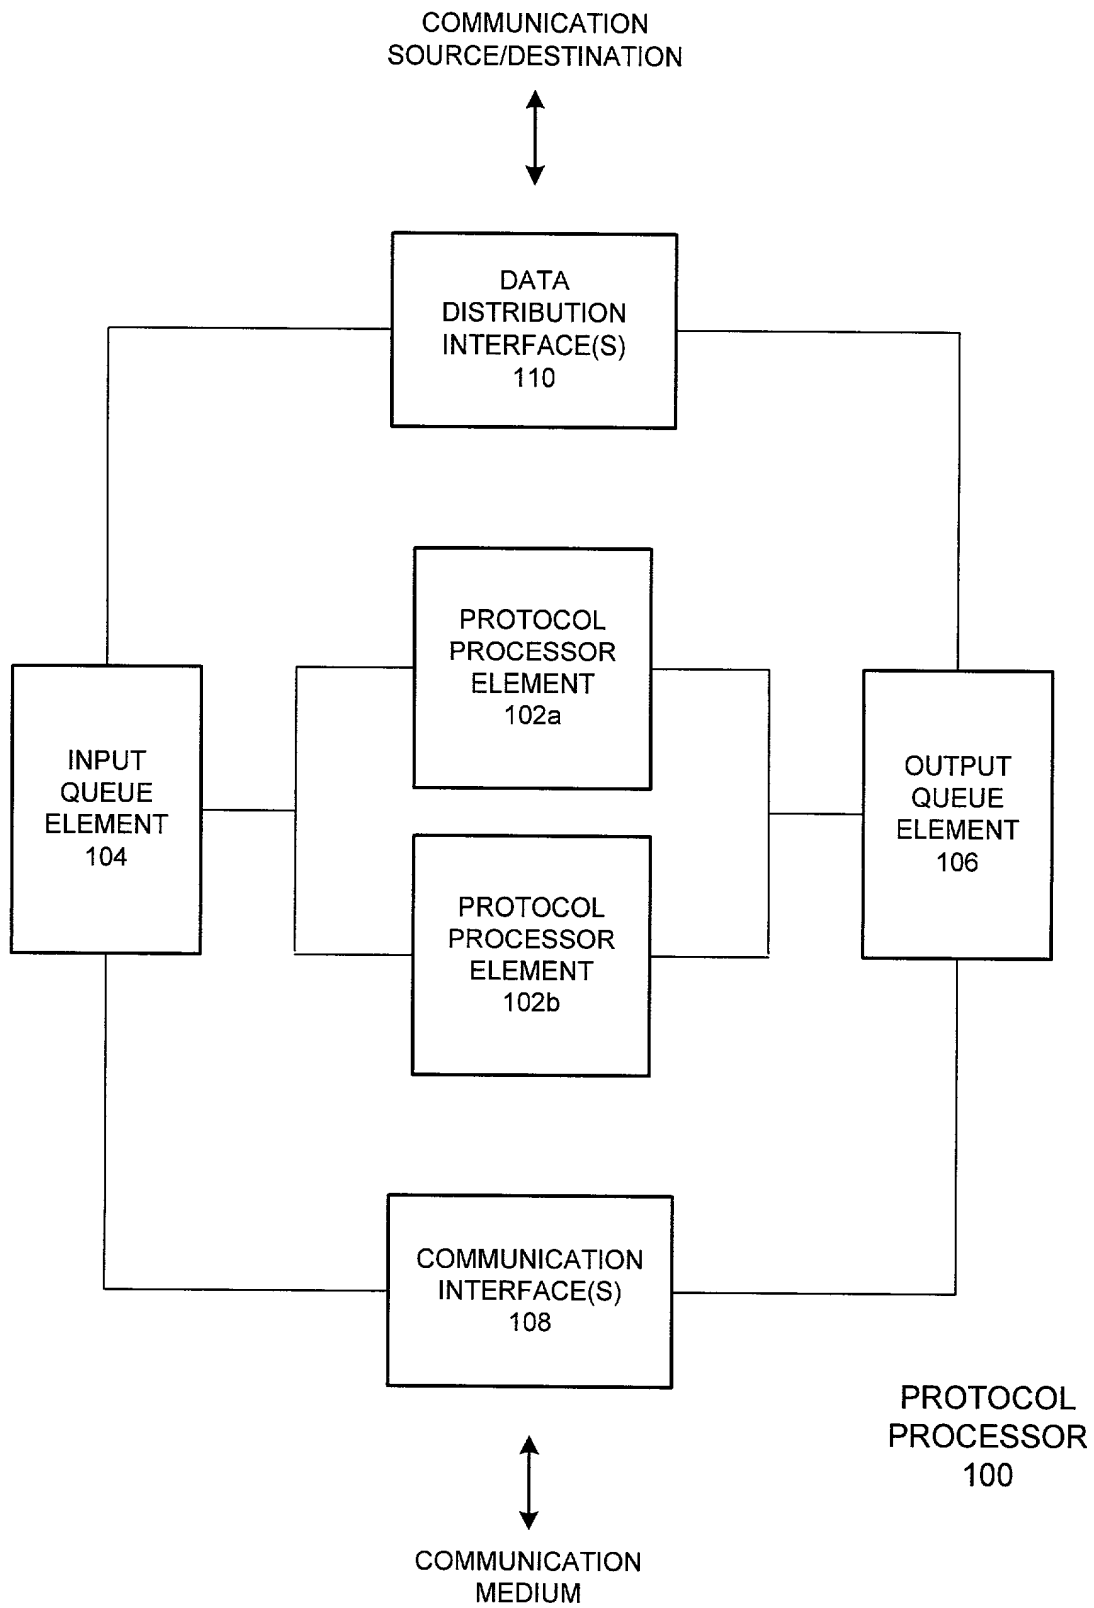 COMMUNICATION
SOURCE/DESTINATION
DATA
DISTRIBUTION
INTERFACE(S)
110
PROTOCOL
PROCESSOR
ELEMENT
102a
INPUT
QUEUE
ELEMENT
104
OUTPUT
QUEUE
ELEMENT
106
PROTOCOL
PROCESSOR
ELEMENT
102b
COMMUNICATION
INTERFACE(S)
108
PROTOCOL
PROCESSOR
100
COMMUNICATION
MEDIUM